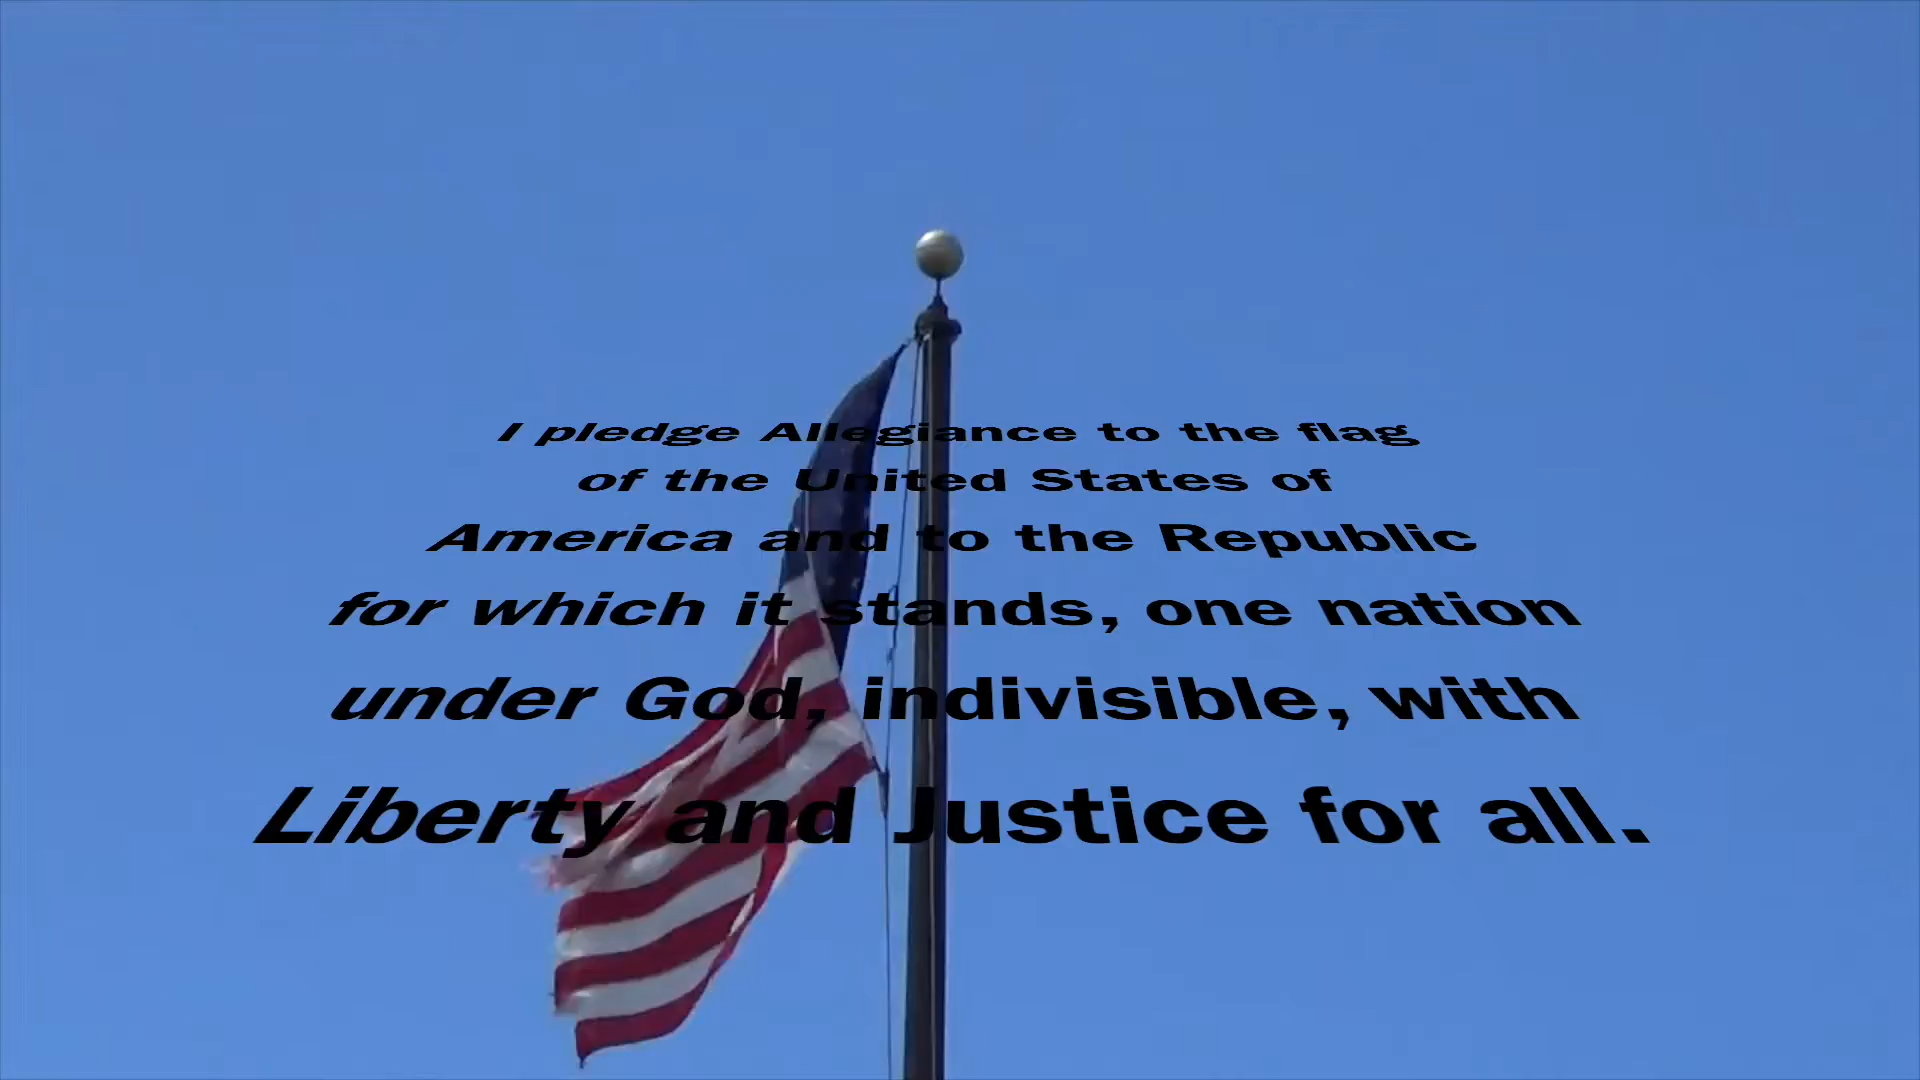 I pledge Allegiance to the flag
of the United States of
America and to the Republic
for which it stands, one nation
under God, indivisible, with
Liberty and Justice for all.